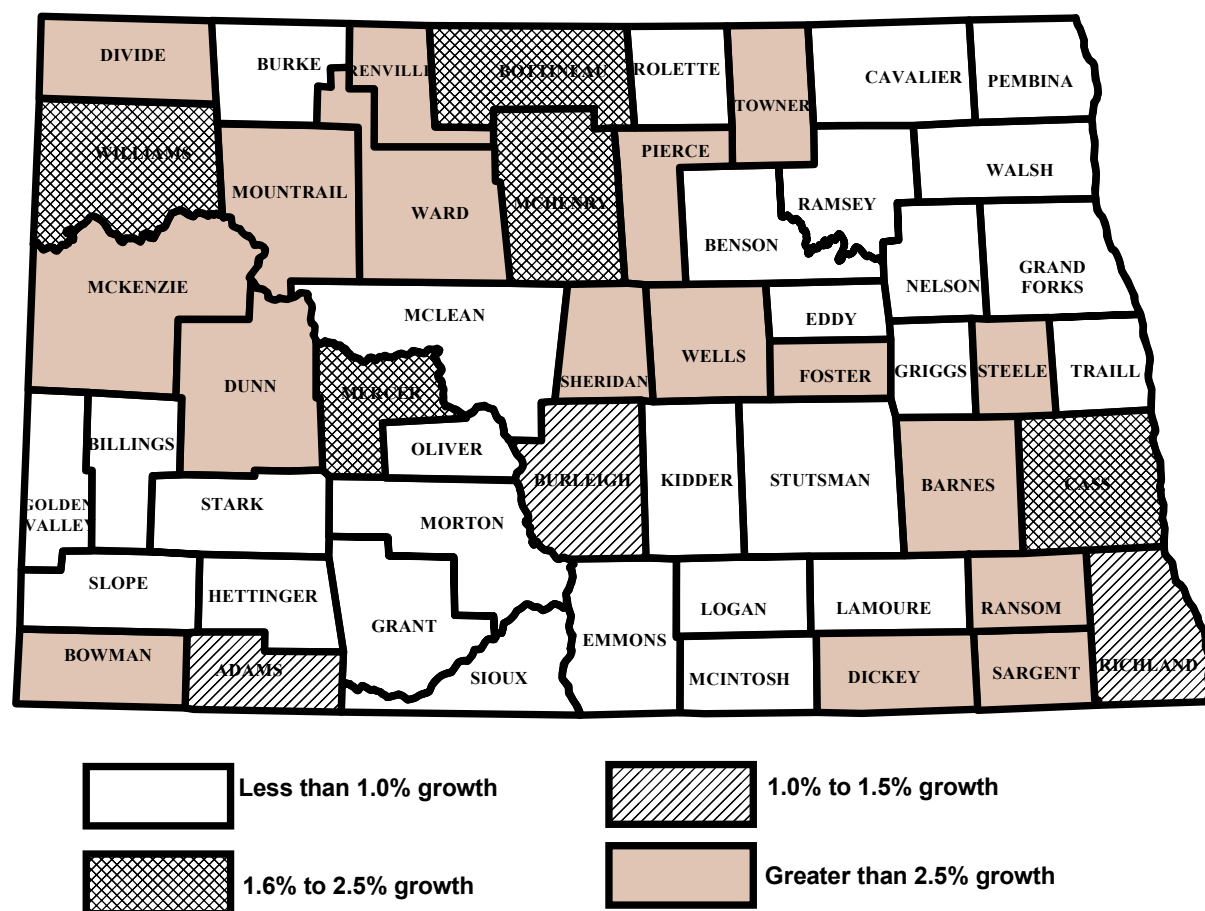 DIVIDE
BURKE
RENVILLE
BOTTINEAU
ROLETTE
TOWNER
CAVALIER
PEMBINA
WILLIAMS
MOUNTRAIL
WARD
MCHENRY
PIERCE
BENSON
RAMSEY
WALSH
MCKENZIE
NELSON
GRAND
FORKS
MCLEAN
EDDY
DUNN
MERCER
SHERIDAN
WELLS
FOSTER
GRIGGS
STEELE
TRAILL
BILLINGS
OLIVER
BURLEIGH
KIDDER
STUTSMAN
BARNES
CASS
GOLDEN
VALLEY
STARK
MORTON
SLOPE
HETTINGER
GRANT
EMMONS
LOGAN
LAMOURE
RANSOM
BOWMAN
ADAMS
SIOUX
MCINTOSH
DICKEY
SARGENT
RICHLAND
Less than 1.0% growth
1.0% to 1.5% growth
1.6% to 2.5% growth
Greater than 2.5% growth